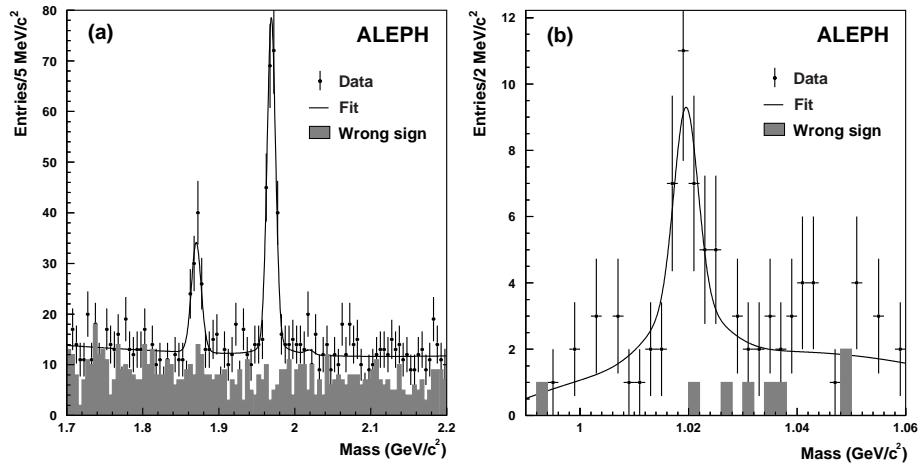 (a)
ALEPH
Data
Fit
Wrong sign
Entries/5 MeV/c²
80
70
60
50
40
30
20
10
0
1.7
1.8
1.9
2
2.1
2.2
Mass (GeV/c²)
(b)
ALEPH
Data
Fit
Wrong sign
Entries/2 MeV/c²
12
10
8
6
4
2
0
1
1.02
1.04
1.06
Mass (GeV/c²)